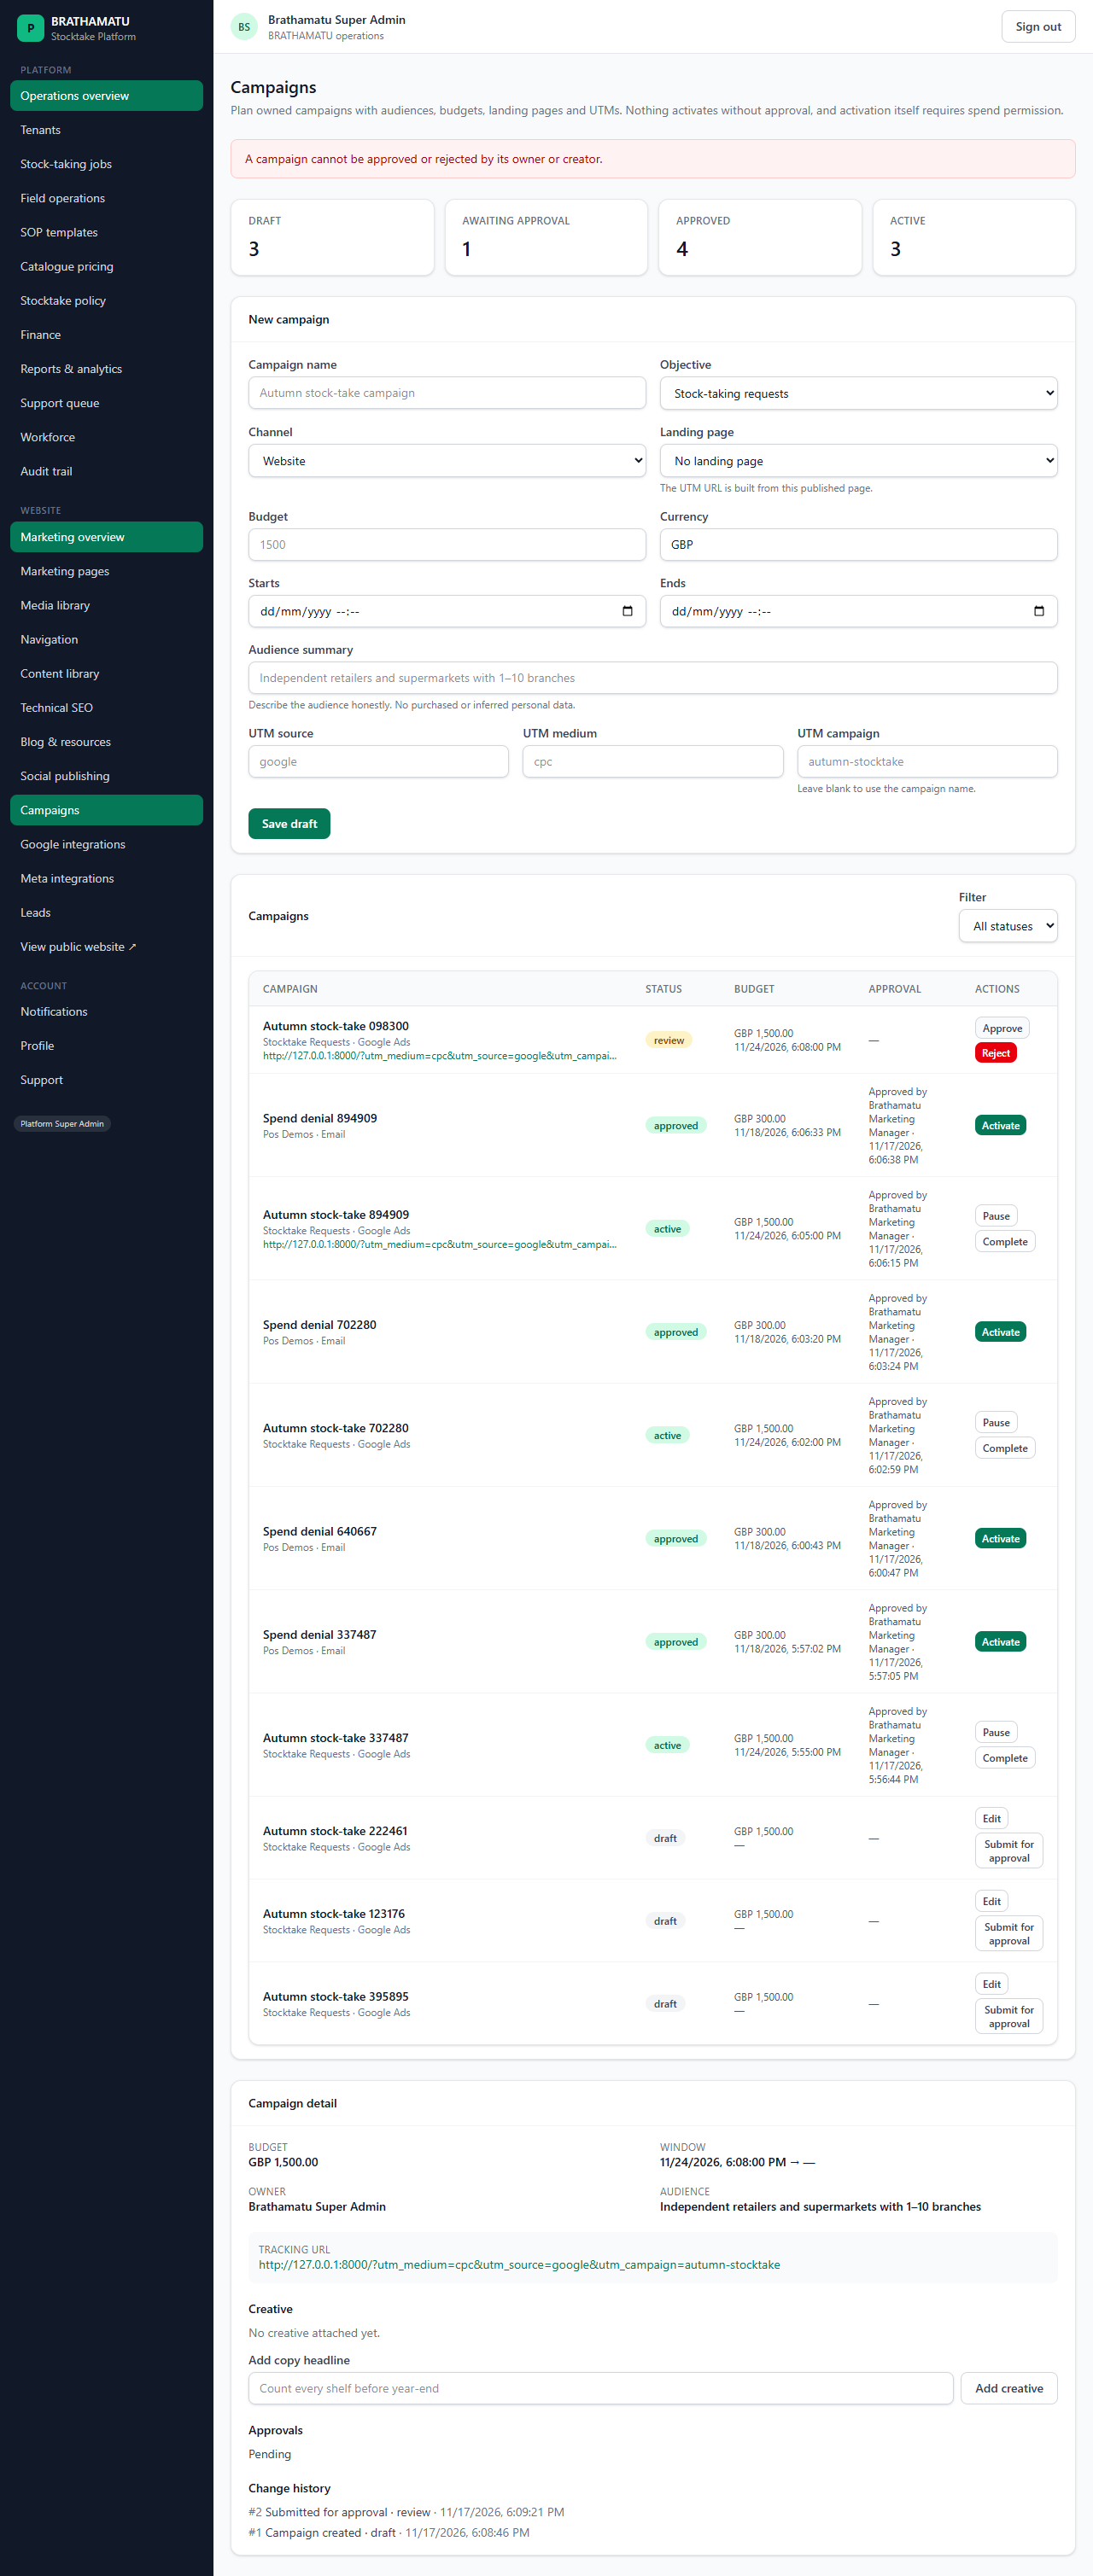 P
BRATHAMATU
Stocktake Platform
PLATFORM
Operations overview
Tenants
Stock-taking jobs
Field operations
SOP templates
Catalogue pricing
Stocktake policy
Finance
Reports & analytics
Support queue
Workforce
Audit trail
WEBSITE
Marketing overview
Marketing pages
Media library
Navigation
Content library
Technical SEO
Blog & resources
Social publishing
Campaigns
Google integrations
Meta integrations
Leads
View public website ↗
ACCOUNT
Notifications
Profile
Support
Platform Super Admin
BS
Brathamatu Super Admin
BRATHAMATU operations
Sign out
Campaigns
Plan owned campaigns with audiences, budgets, landing pages and UTMs. Nothing activates without approval, and activation itself requires spend permission.
A campaign cannot be approved or rejected by its owner or creator.
DRAFT
3
AWAITING APPROVAL
1
APPROVED
4
ACTIVE
3
New campaign
Campaign name
Autumn stock-take campaign
Objective
Stock-taking requests
Channel
Website
Landing page
No landing page
The UTM URL is built from this published page.
Budget
1500
Currency
GBP
Starts
dd/mm/yyyy --:--
Ends
dd/mm/yyyy --:--
Audience summary
Independent retailers and supermarkets with 1–10 branches
Describe the audience honestly. No purchased or inferred personal data.
UTM source
google
UTM medium
cpc
UTM campaign
autumn-stocktake
Leave blank to use the campaign name.
Save draft
Campaigns
Filter
All statuses
CAMPAIGN STATUS BUDGET APPROVAL ACTIONS
Autumn stock-take 098300
Stocktake Requests · Google Ads
http://127.0.0.1:8000/?utm_medium=cpc&utm_source=google&utm_campai...
review
GBP 1,500.00
11/24/2026, 6:08:00 PM
—
Approve
Reject
Spend denial 894909
Pos Demos · Email
approved
GBP 300.00
11/18/2026, 6:06:33 PM
Approved by
Brathamatu
Marketing
Manager ·
11/17/2026,
6:06:38 PM
Activate
Autumn stock-take 894909
Stocktake Requests · Google Ads
http://127.0.0.1:8000/?utm_medium=cpc&utm_source=google&utm_campai...
active
GBP 1,500.00
11/24/2026, 6:05:00 PM
Approved by
Brathamatu
Marketing
Manager ·
11/17/2026,
6:06:15 PM
Pause
Complete
Spend denial 702280
Pos Demos · Email
approved
GBP 300.00
11/18/2026, 6:03:20 PM
Approved by
Brathamatu
Marketing
Manager ·
11/17/2026,
6:03:24 PM
Activate
Autumn stock-take 702280
Stocktake Requests · Google Ads
active
GBP 1,500.00
11/24/2026, 6:02:00 PM
Approved by
Brathamatu
Marketing
Manager ·
11/17/2026,
6:02:59 PM
Pause
Complete
Spend denial 640667
Pos Demos · Email
approved
GBP 300.00
11/18/2026, 6:00:43 PM
Approved by
Brathamatu
Marketing
Manager ·
11/17/2026,
6:00:47 PM
Activate
Spend denial 337487
Pos Demos · Email
approved
GBP 300.00
11/18/2026, 5:57:02 PM
Approved by
Brathamatu
Marketing
Manager ·
11/17/2026,
5:57:05 PM
Activate
Autumn stock-take 337487
Stocktake Requests · Google Ads
active
GBP 1,500.00
11/24/2026, 5:55:00 PM
Approved by
Brathamatu
Marketing
Manager ·
11/17/2026,
5:56:44 PM
Pause
Complete
Autumn stock-take 222461
Stocktake Requests · Google Ads
draft
GBP 1,500.00
—
—
Edit
Submit for
approval
Autumn stock-take 123176
Stocktake Requests · Google Ads
draft
GBP 1,500.00
—
—
Edit
Submit for
approval
Autumn stock-take 395895
Stocktake Requests · Google Ads
draft
GBP 1,500.00
—
—
Edit
Submit for
approval
Campaign detail
BUDGET
GBP 1,500.00
WINDOW
11/24/2026, 6:08:00 PM → —
OWNER
Brathamatu Super Admin
AUDIENCE
Independent retailers and supermarkets with 1–10 branches
TRACKING URL
http://127.0.0.1:8000/?utm_medium=cpc&utm_source=google&utm_campaign=autumn-stocktake
Creative
No creative attached yet.
Add copy headline
Count every shelf before year-end
Add creative
Approvals
Pending
Change history
#2 Submitted for approval · review · 11/17/2026, 6:09:21 PM
#1 Campaign created · draft · 11/17/2026, 6:08:46 PM